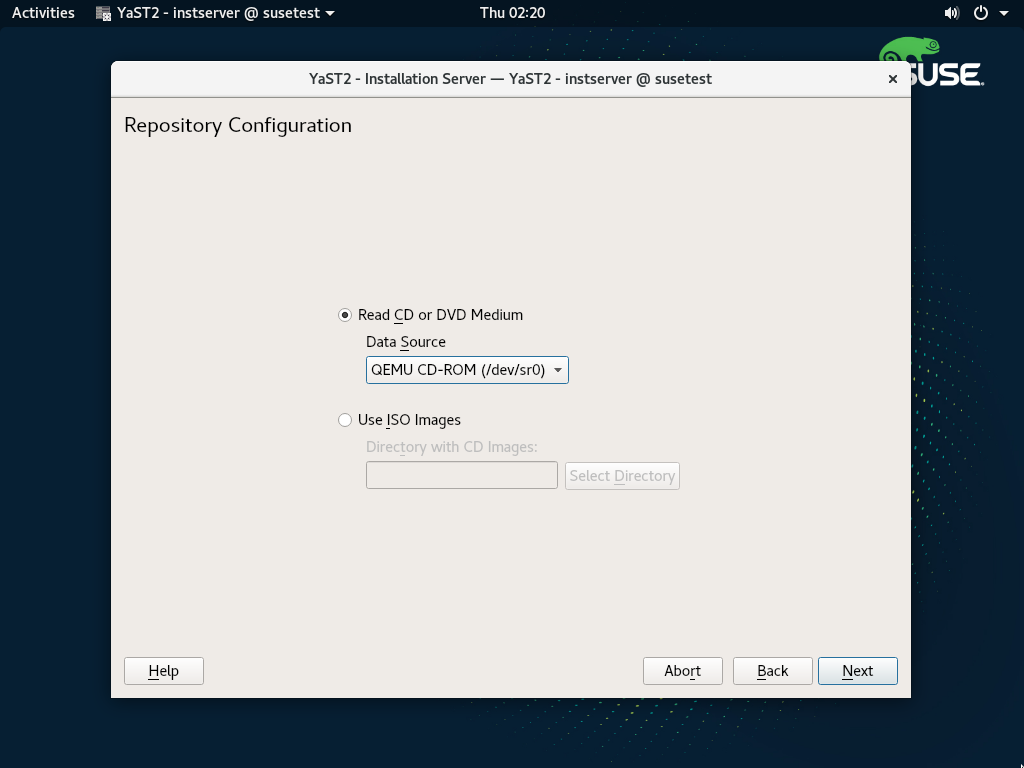 Activities YaST2 - instserver @ susetest Thu 02:20
SUSE
YaST2 - Installation Server — YaST2 - instserver @ susetest
Repository Configuration
Read CD or DVD Medium
Data Source
QEMU CD-ROM (/dev/sr0)
Use ISO Images
Directory with CD Images:
Select Directory
Help Abort Back Next